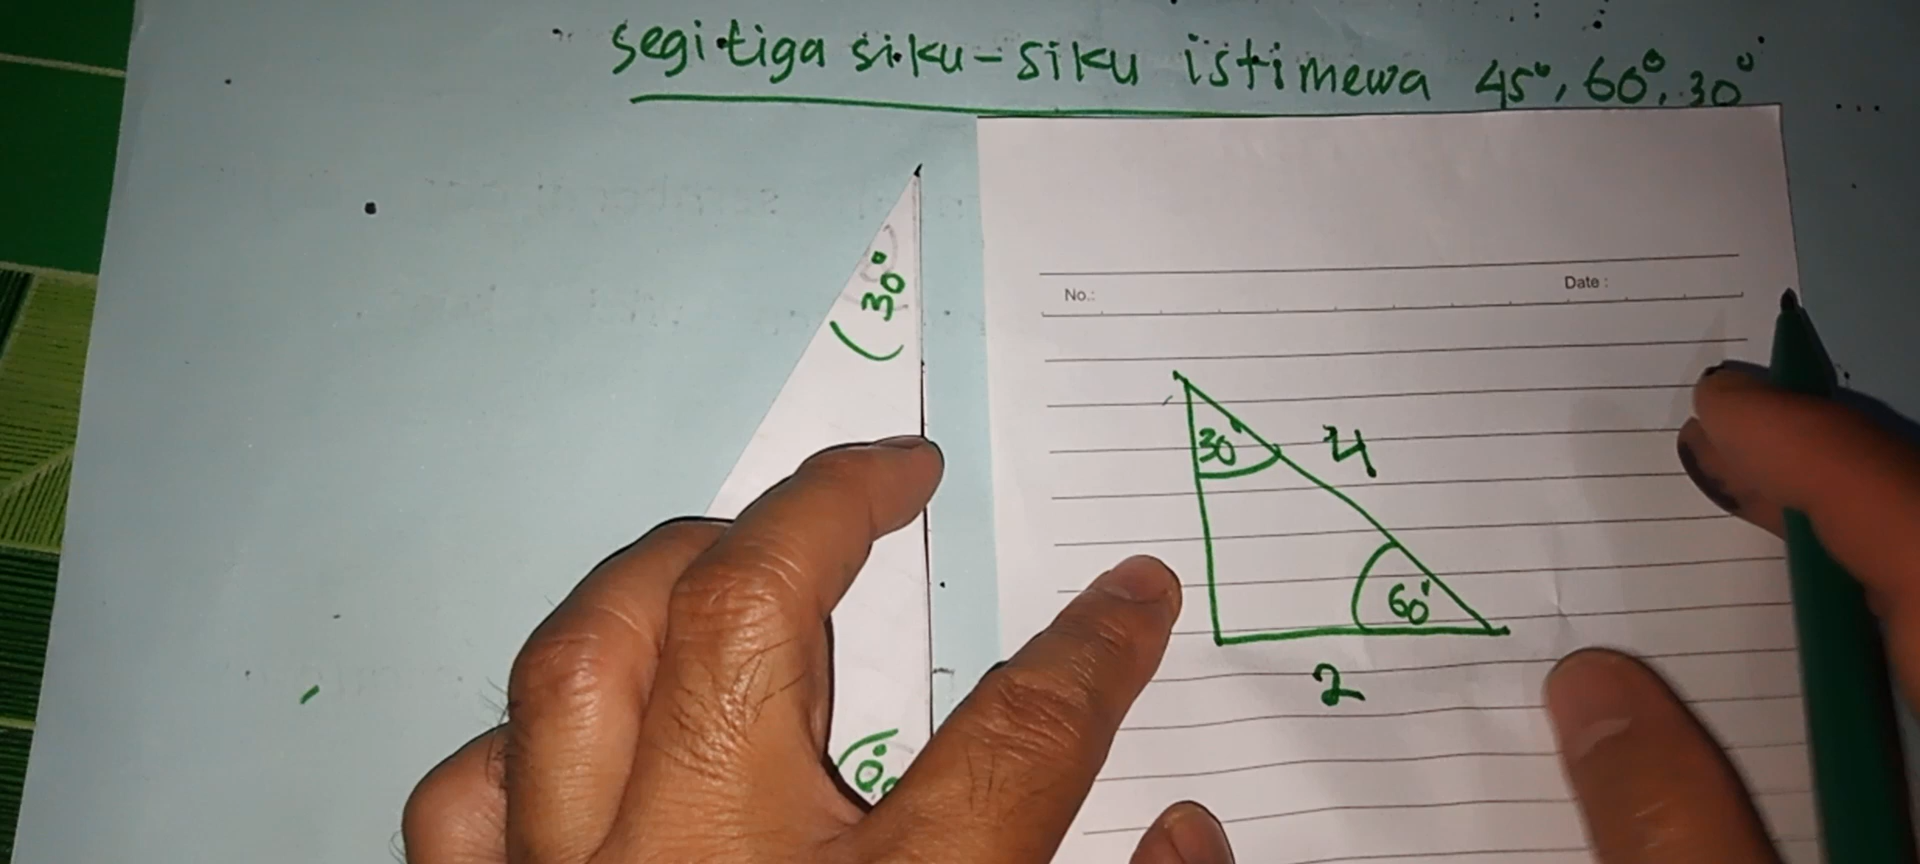 segitiga siku-siku istimewa 45°, 60°, 30°
30°
No.:
Date :
30°
4
60°
2